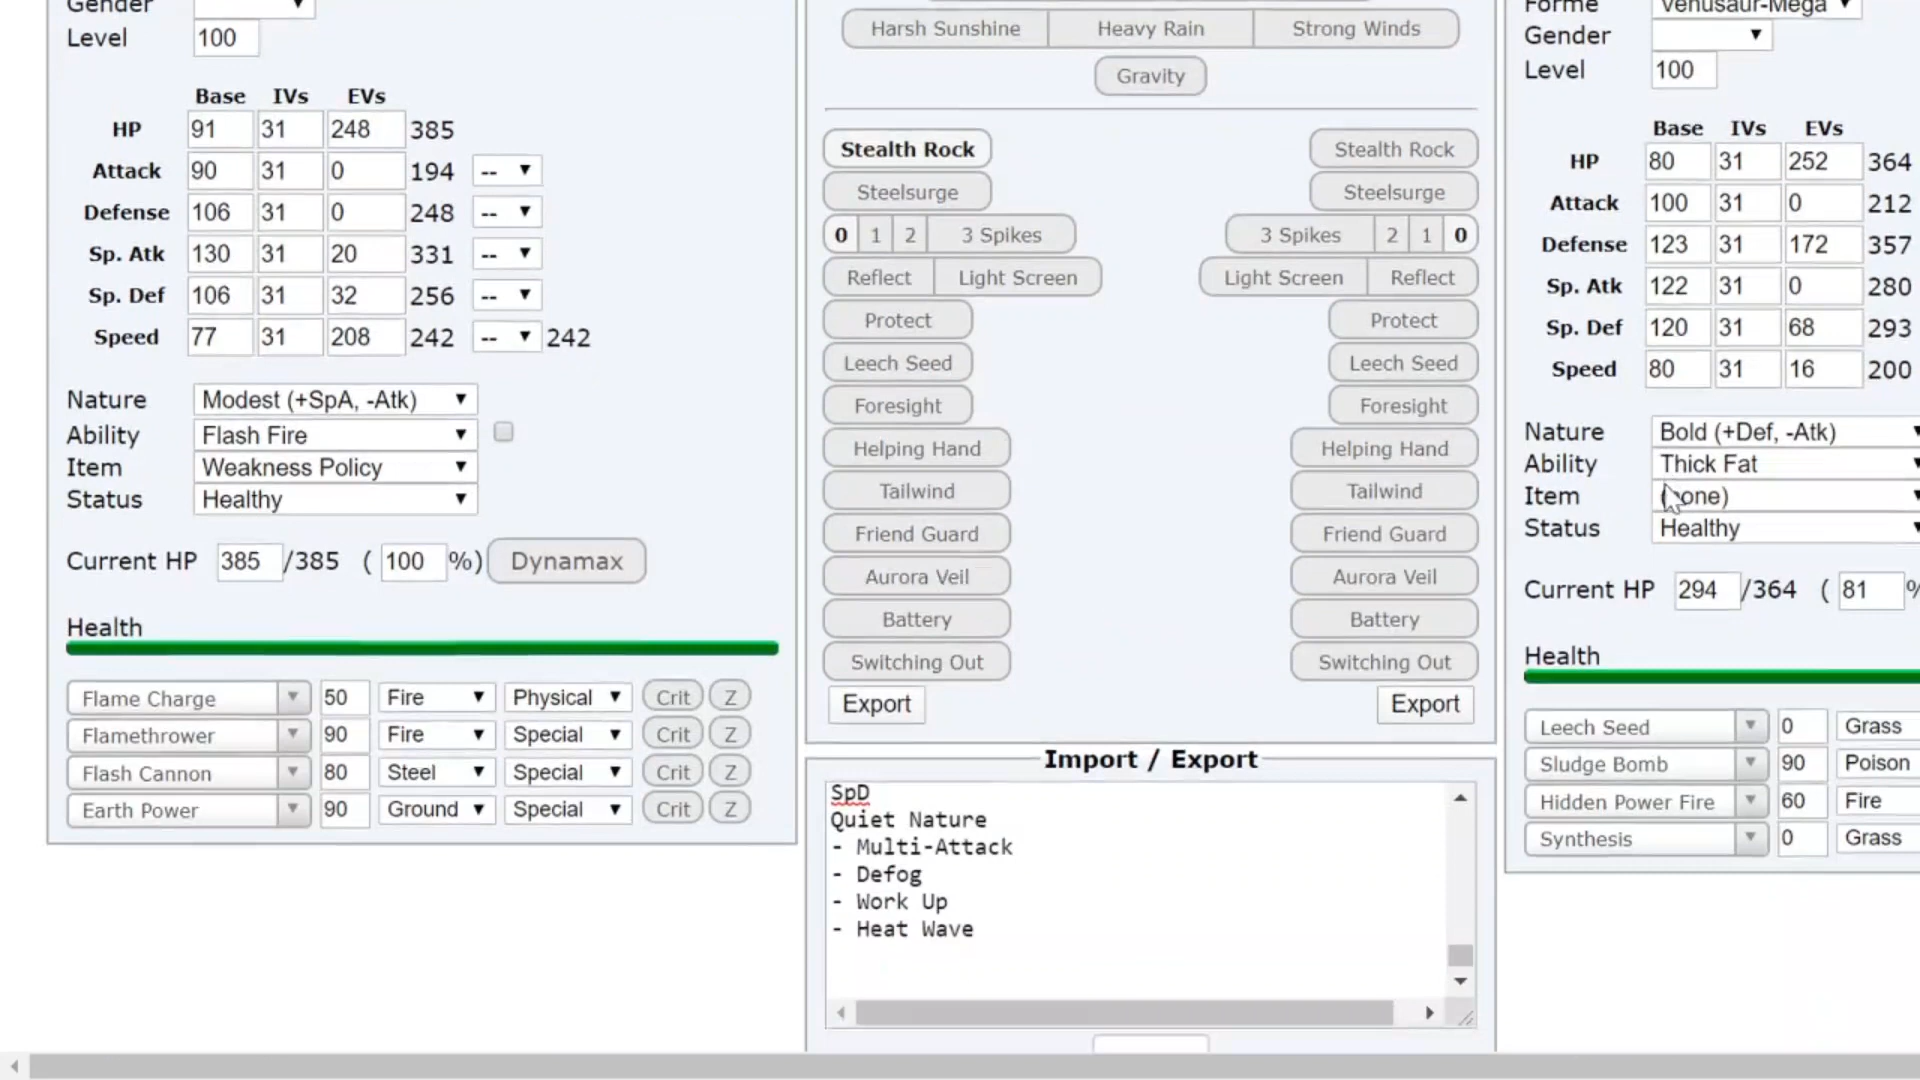 Gender
Level 100
Base IVs EVs
HP 91 31 248 385
Attack 90 31 0 194 --
Defense 106 31 0 248 --
Sp. Atk 130 31 20 331 --
Sp. Def 106 31 32 256 --
Speed 77 31 208 242 -- 242
Nature Modest (+SpA, -Atk)
Ability Flash Fire
Item Weakness Policy
Status Healthy
Current HP 385 /385 ( 100 %) Dynamax
Health
Flame Charge 50 Fire Physical Crit Z
Flamethrower 90 Fire Special Crit Z
Flash Cannon 80 Steel Special Crit Z
Earth Power 90 Ground Special Crit Z
Harsh Sunshine Heavy Rain Strong Winds
Gravity
Stealth Rock Stealth Rock
Steelsurge Steelsurge
0 1 2 3 Spikes 3 Spikes 2 1 0
Reflect Light Screen Light Screen Reflect
Protect Protect
Leech Seed Leech Seed
Foresight Foresight
Helping Hand Helping Hand
Tailwind Tailwind
Friend Guard Friend Guard
Aurora Veil Aurora Veil
Battery Battery
Switching Out Switching Out
Export Export
Import / Export
SpD
Quiet Nature
- Multi-Attack
- Defog
- Work Up
- Heat Wave
Forme Venusaur-Mega
Gender
Level 100
Base IVs EVs
HP 80 31 252 364
Attack 100 31 0 212
Defense 123 31 172 357
Sp. Atk 122 31 0 280
Sp. Def 120 31 68 293
Speed 80 31 16 200
Nature Bold (+Def, -Atk)
Ability Thick Fat
Item (none)
Status Healthy
Current HP 294 /364 ( 81 %
Health
Leech Seed 0 Grass
Sludge Bomb 90 Poison
Hidden Power Fire 60 Fire
Synthesis 0 Grass